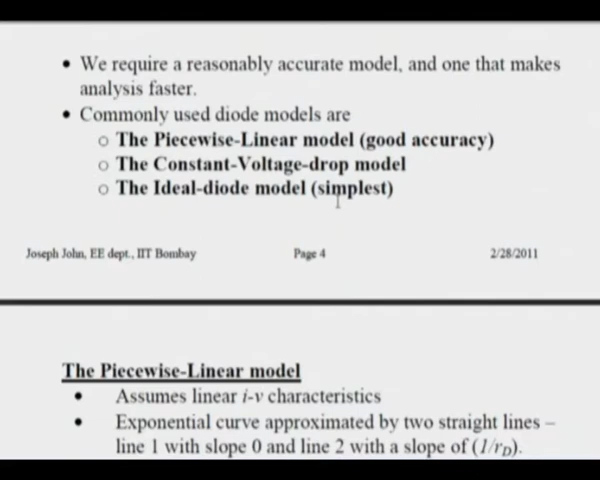 • We require a reasonably accurate model, and one that makes
analysis faster.
• Commonly used diode models are
o The Piecewise-Linear model (good accuracy)
o The Constant-Voltage-drop model
o The Ideal-diode model (simplest)
Joseph John, EE dept., IIT Bombay Page 4 2/28/2011
The Piecewise-Linear model
• Assumes linear i-v characteristics
• Exponential curve approximated by two straight lines –
line 1 with slope 0 and line 2 with a slope of (1/rD).